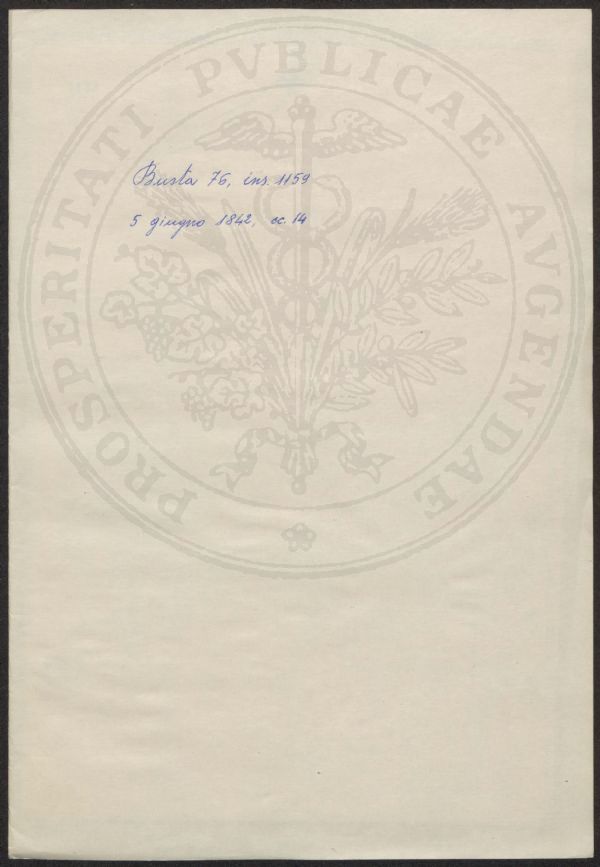 PROSPERITATI PVBLICAE AVGENDAE
Busta 76, ins. 1159
5 giugno 1842, cc. 14